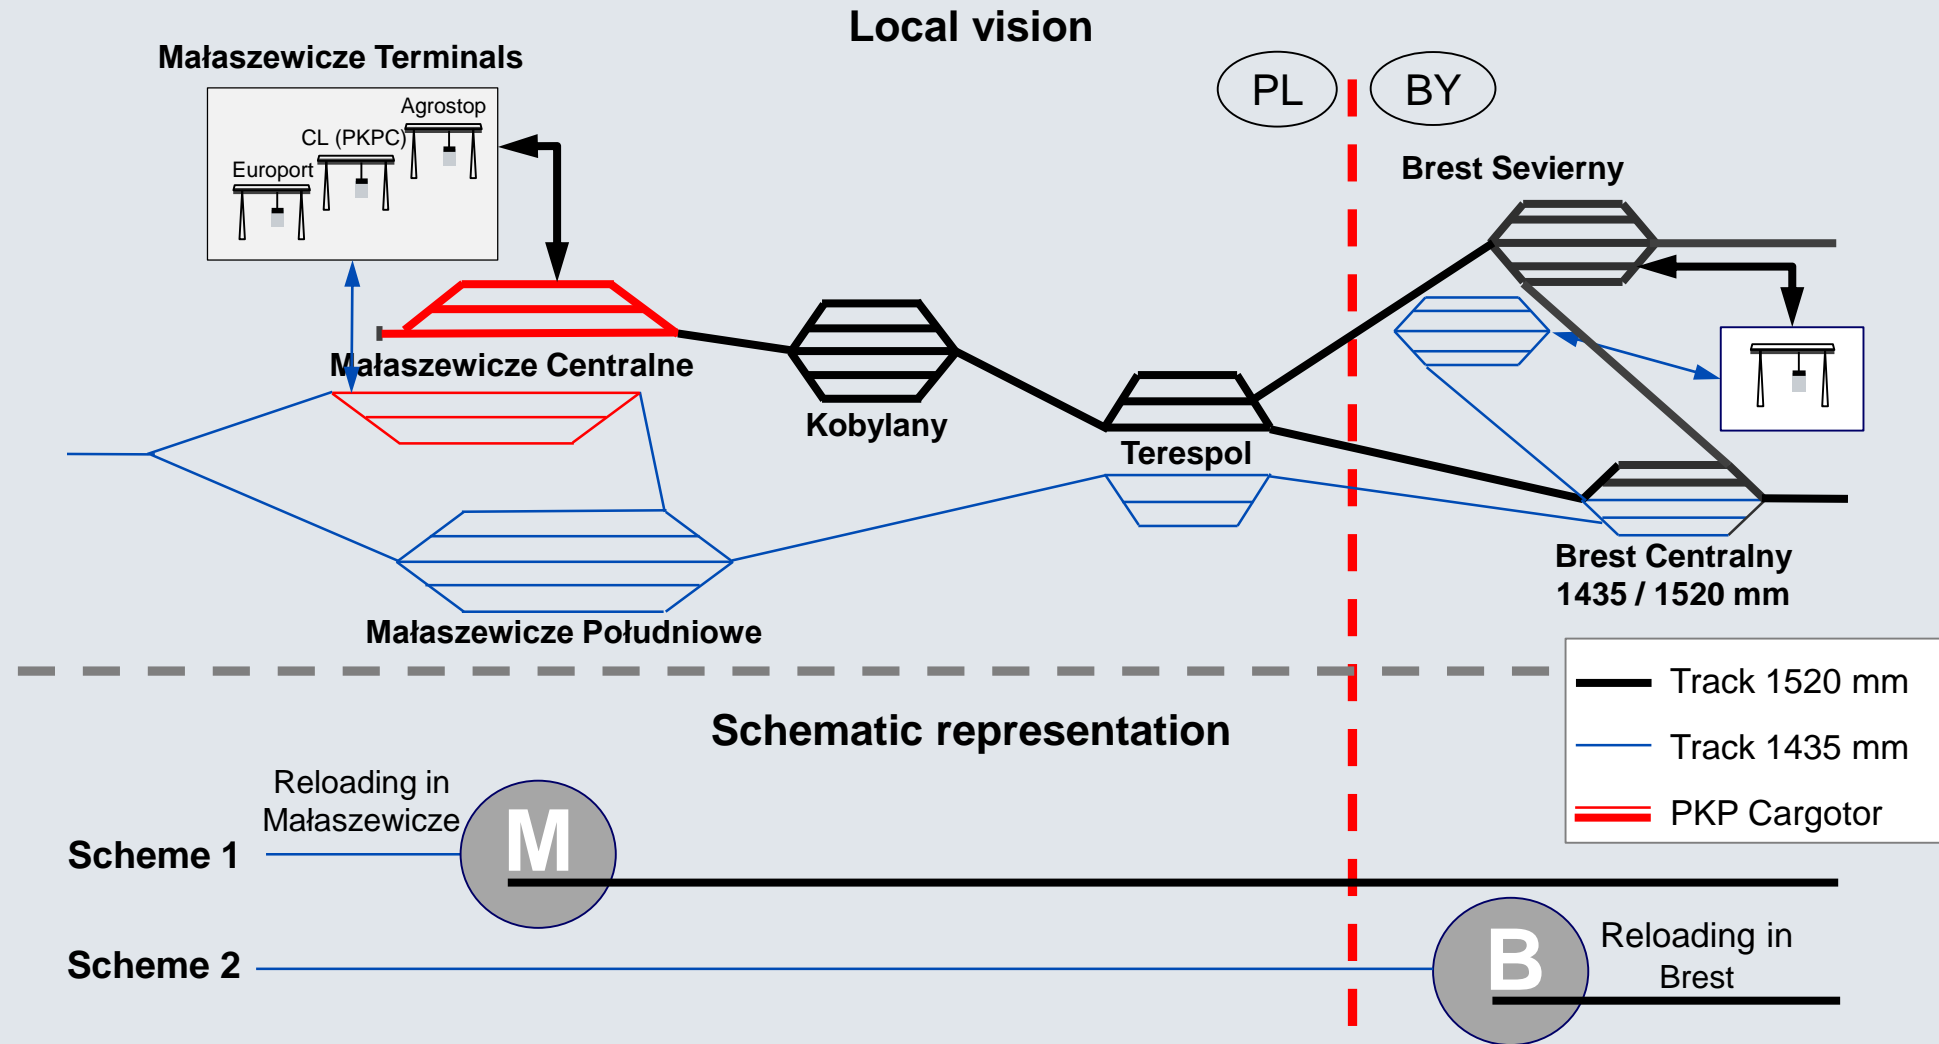 Local vision
Małaszewicze Terminals
PL
BY
Agrostop
CL (PKPC)
Europort
Brest Sevierny
Małaszewicze Centralne
Kobylany
Terespol
Brest Centralny
1435 / 1520 mm
Małaszewicze Południowe
Track 1520 mm
Track 1435 mm
PKP Cargotor
Schematic representation
Reloading in
Małaszewicze
M
Scheme 1
Scheme 2
B
Reloading in
Brest